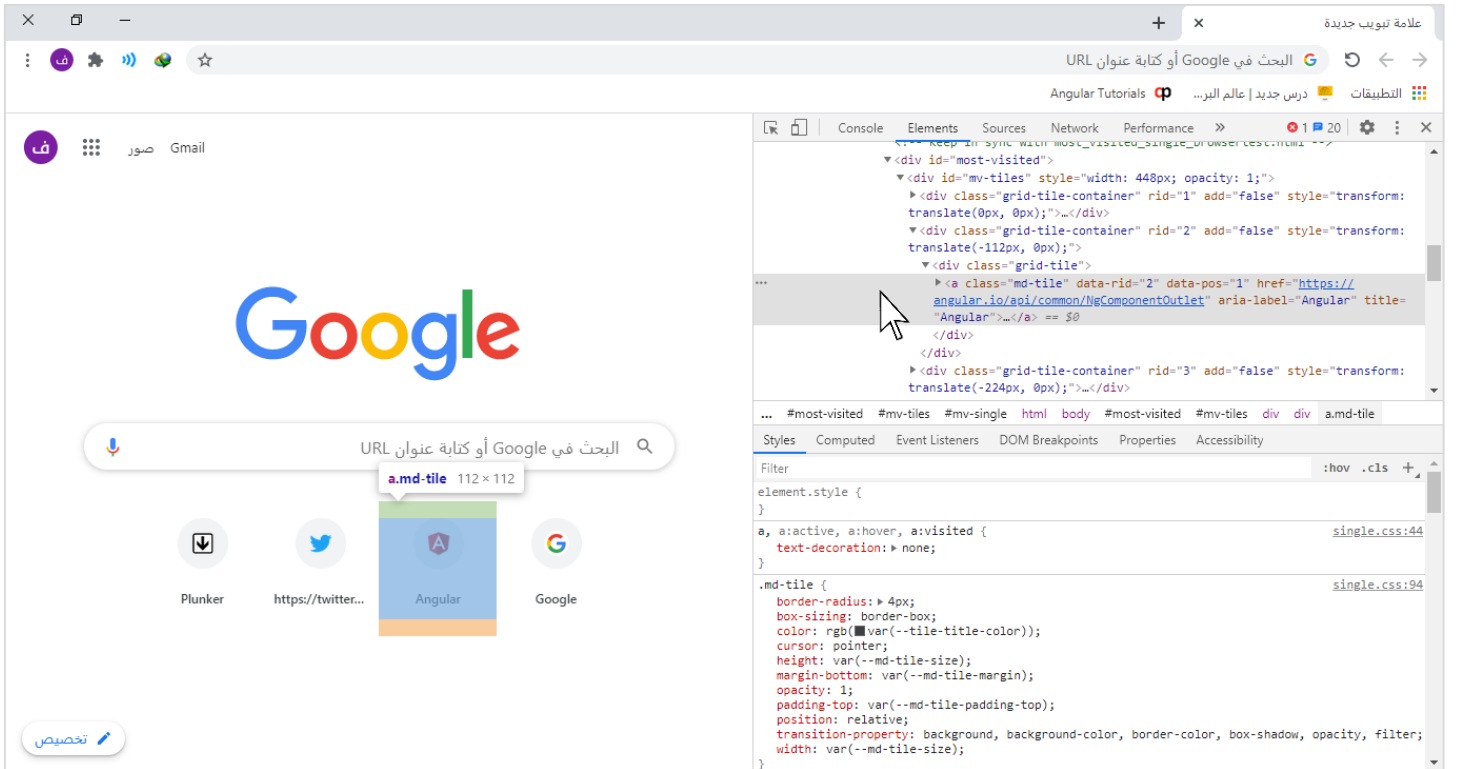 علامة تبويب جديدة
البحث في Google أو كتابة عنوان URL
التطبيقات
درس جديد | عالم البر...
Angular Tutorials
ف
Gmail
صور
ف
Google
البحث في Google أو كتابة عنوان URL
a.md-tile 112 × 112
Google
Angular
https://twitter...
Plunker
تخصيص
Console Elements Sources Network Performance » 1 20
<!-- keep in sync with most_visited_single_browsertest.html -->
▼<div id="most-visited">
▼<div id="mv-tiles" style="width: 448px; opacity: 1;">
▶<div class="grid-tile-container" rid="1" add="false" style="transform:
translate(0px, 0px);">…</div>
▼<div class="grid-tile-container" rid="2" add="false" style="transform:
translate(-112px, 0px);">
▼<div class="grid-tile">
▶<a class="md-tile" data-rid="2" data-pos="1" href="https://
angular.io/api/common/NgComponentOutlet" aria-label="Angular" title=
"Angular">…</a> == $0
</div>
</div>
▶<div class="grid-tile-container" rid="3" add="false" style="transform:
translate(-224px, 0px);">…</div>
... #most-visited #mv-tiles #mv-single html body #most-visited #mv-tiles div div a.md-tile
Styles Computed Event Listeners DOM Breakpoints Properties Accessibility
Filter :hov .cls +
element.style {
}
a, a:active, a:hover, a:visited { single.css:44
text-decoration:▶ none;
}
.md-tile { single.css:94
border-radius:▶ 4px;
box-sizing: border-box;
color: rgb(var(--tile-title-color));
cursor: pointer;
height: var(--md-tile-size);
margin-bottom: var(--md-tile-margin);
opacity: 1;
padding-top: var(--md-tile-padding-top);
position: relative;
transition-property: background, background-color, border-color, box-shadow, opacity, filter;
width: var(--md-tile-size);
}